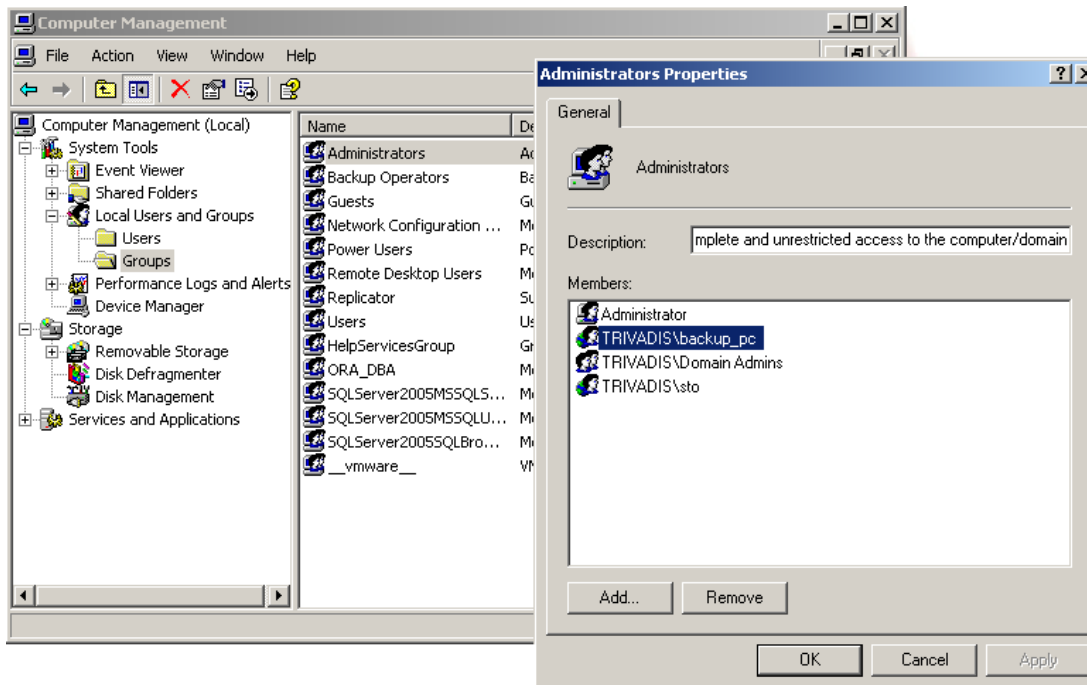 Computer Management
File Action View Window Help
Computer Management (Local)
System Tools
Event Viewer
Shared Folders
Local Users and Groups
Users
Groups
Performance Logs and Alerts
Device Manager
Storage
Removable Storage
Disk Defragmenter
Disk Management
Services and Applications
Name De
Administrators Ad
Backup Operators Ba
Guests Gu
Network Configuration ... Me
Power Users Po
Remote Desktop Users Me
Replicator Su
Users Us
HelpServicesGroup Gr
ORA_DBA Me
SQLServer2005MSSQLS... Me
SQLServer2005MSSQLU... Me
SQLServer2005SQLBro... Me
__vmware__ VM
Administrators Properties
General
Administrators
Description: mplete and unrestricted access to the computer/domain
Members:
Administrator
TRIVADIS\backup_pc
TRIVADIS\Domain Admins
TRIVADIS\sto
Add... Remove
OK Cancel Apply